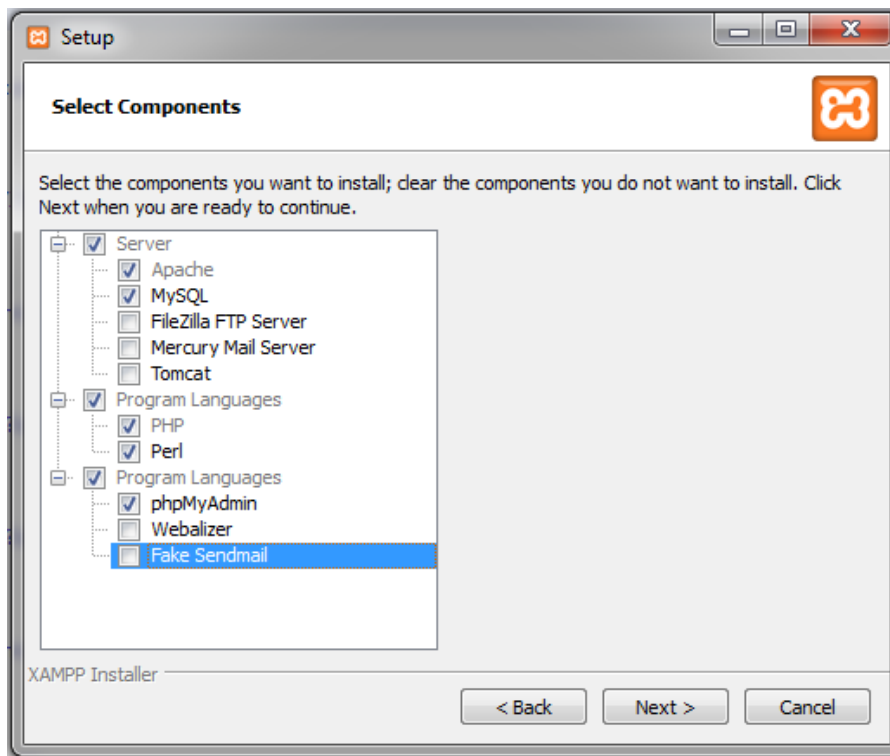 Setup
Select Components
Select the components you want to install; clear the components you do not want to install. Click
Next when you are ready to continue.
Server
Apache
MySQL
FileZilla FTP Server
Mercury Mail Server
Tomcat
Program Languages
PHP
Perl
Program Languages
phpMyAdmin
Webalizer
Fake Sendmail
XAMPP Installer
< Back
Next >
Cancel